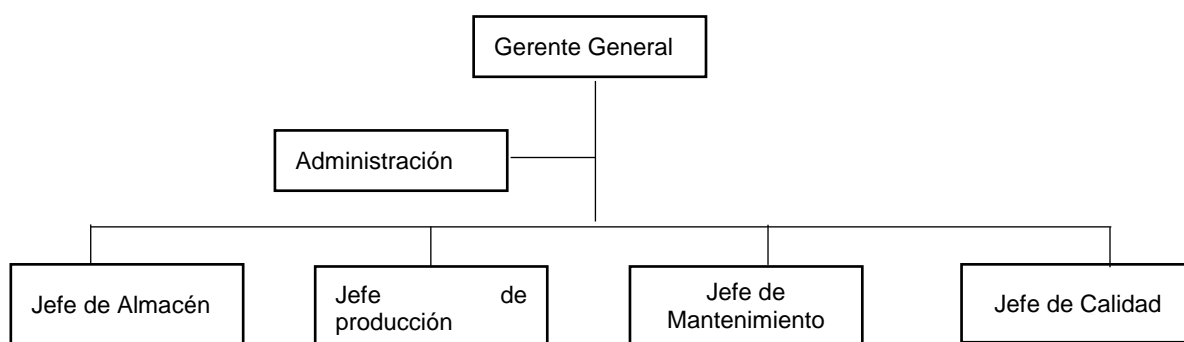 Gerente General
Administración
Jefe de Almacén
Jefe de
producción
Jefe de
Mantenimiento
Jefe de Calidad